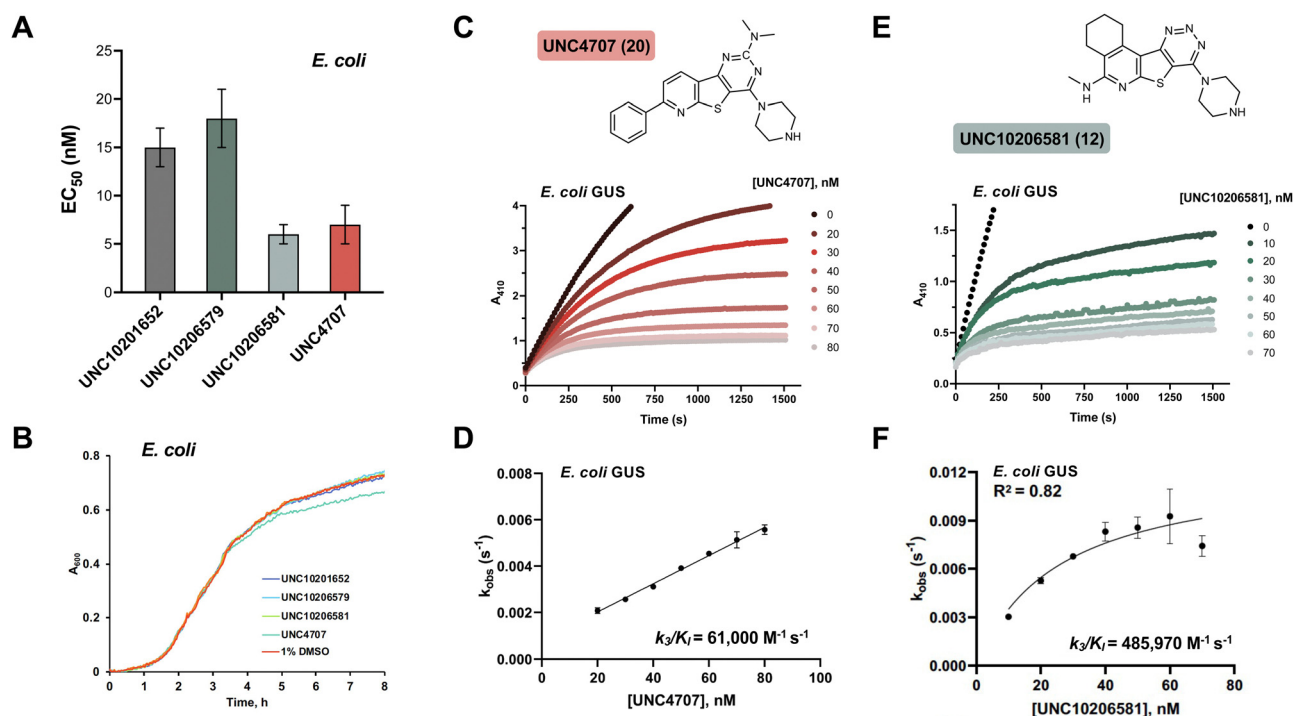 A
E. coli
EC50 (nM)
25
20
15
10
5
0
UNC10201652
UNC10206579
UNC10206581
UNC4707
B
E. coli
A600
0.8
0.6
0.4
0.2
0
0 1 2 3 4 5 6 7 8
Time, h
UNC10201652
UNC10206579
UNC10206581
UNC4707
1% DMSO
C
UNC4707 (20)
N
N
C
N
S
N
N
NH
E. coli GUS
[UNC4707], nM
A410
4
3
2
1
0
0 250 500 750 1000 1250 1500
Time (s)
0
20
30
40
50
60
70
80
D
E. coli GUS
kobs (s-1)
0.008
0.006
0.004
0.002
0.000
0 20 40 60 80 100
[UNC4707], nM
k3/KI = 61,000 M-1 s-1
E
N
N
N
N
H
N
S
N
NH
UNC10206581 (12)
E. coli GUS
[UNC10206581], nM
A410
1.5
1.0
0.5
0.0
0 250 500 750 1000 1250 1500
Time (s)
0
10
20
30
40
50
60
70
F
E. coli GUS
R2 = 0.82
kobs (s-1)
0.012
0.009
0.006
0.003
0.000
0 20 40 60 80
[UNC10206581], nM
k3/KI = 485,970 M-1 s-1